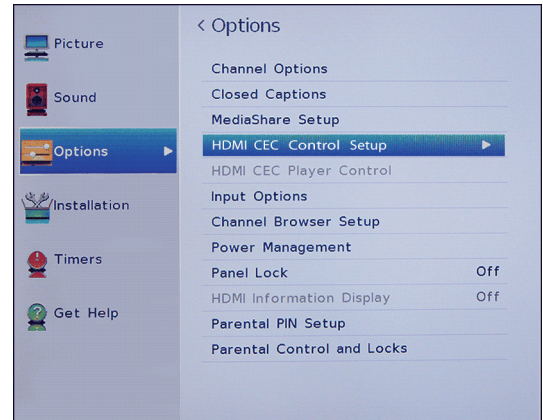 Picture
Sound
Options
Installation
Timers
Get Help
< Options
Channel Options
Closed Captions
MediaShare Setup
HDMI CEC Control Setup
HDMI CEC Player Control
Input Options
Channel Browser Setup
Power Management
Panel Lock Off
HDMI Information Display Off
Parental PIN Setup
Parental Control and Locks